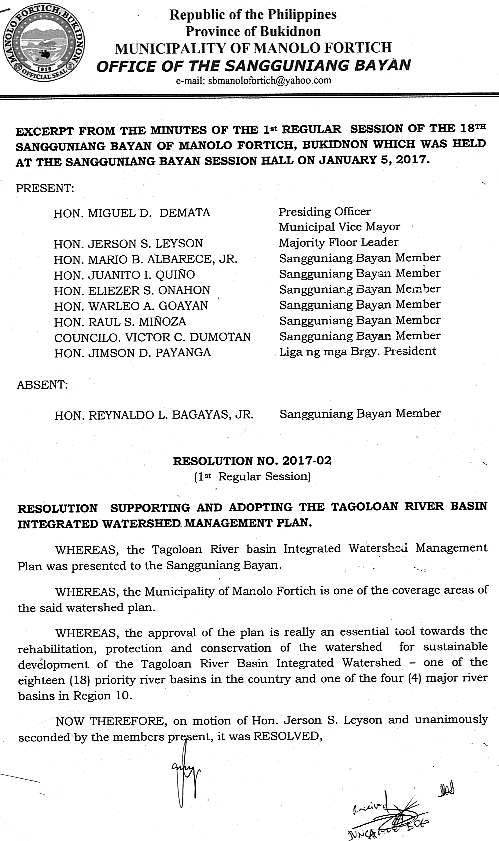 Republic of the Philippines
Province of Bukidnon
MUNICIPALITY OF MANOLO FORTICH
OFFICE OF THE SANGGUNIANG BAYAN
e-mail: sbmanolofortich@yahoo.com
MANOLO FORTICH, BUKIDNON
OFFICIAL SEAL
EXCERPT FROM THE MINUTES OF THE 1st REGULAR SESSION OF THE 18TH
SANGGUNIANG BAYAN OF MANOLO FORTICH, BUKIDNON WHICH WAS HELD
AT THE SANGGUNIANG BAYAN SESSION HALL ON JANUARY 5, 2017.
PRESENT:
HON. MIGUEL D. DEMATA Presiding Officer
Municipal Vice Mayor
HON. JERSON S. LEYSON Majority Floor Leader
HON. MARIO B. ALBARECE, JR. Sangguniang Bayan Member
HON. JUANITO I. QUIÑO Sangguniang Bayan Member
HON. ELIEZER S. ONAHON Sangguniang Bayan Member
HON. WARLEO A. GOAYAN Sangguniang Bayan Member
HON. RAUL S. MIÑOZA Sangguniang Bayan Member
COUNCILO. VICTOR C. DUMOTAN Sangguniang Bayan Member
HON. JIMSON D. PAYANGA Liga ng mga Brgy. President
ABSENT:
HON. REYNALDO L. BAGAYAS, JR. Sangguniang Bayan Member
RESOLUTION NO. 2017-02
(1st Regular Session)
RESOLUTION SUPPORTING AND ADOPTING THE TAGOLOAN RIVER BASIN
INTEGRATED WATERSHED MANAGEMENT PLAN.
WHEREAS, the Tagoloan River basin Integrated Watershed Management
Plan was presented to the Sangguniang Bayan.
WHEREAS, the Municipality of Manolo Fortich is one of the coverage areas of
the said watershed plan.
WHEREAS, the approval of the plan is really an essential tool towards the
rehabilitation, protection and conservation of the watershed for sustainable
development of the Tagoloan River Basin Integrated Watershed – one of the
eighteen (18) priority river basins in the country and one of the four (4) major river
basins in Region 10.
NOW THEREFORE, on motion of Hon. Jerson S. Leyson and unanimously
seconded by the members present, it was RESOLVED,